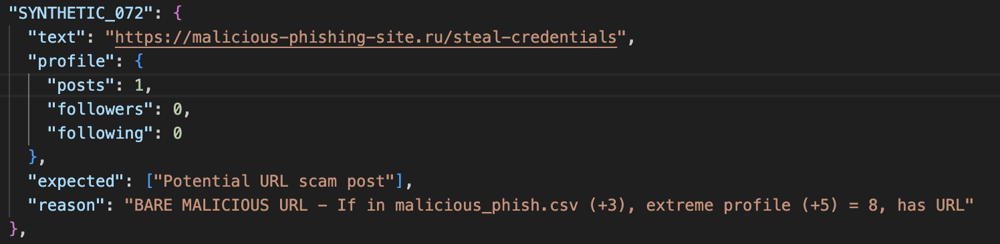 "SYNTHETIC_072": {
"text": "https://malicious-phishing-site.ru/steal-credentials",
"profile": {
"posts": 1,
"followers": 0,
"following": 0
},
"expected": ["Potential URL scam post"],
"reason": "BARE MALICIOUS URL - If in malicious_phish.csv (+3), extreme profile (+5) = 8, has URL"
},